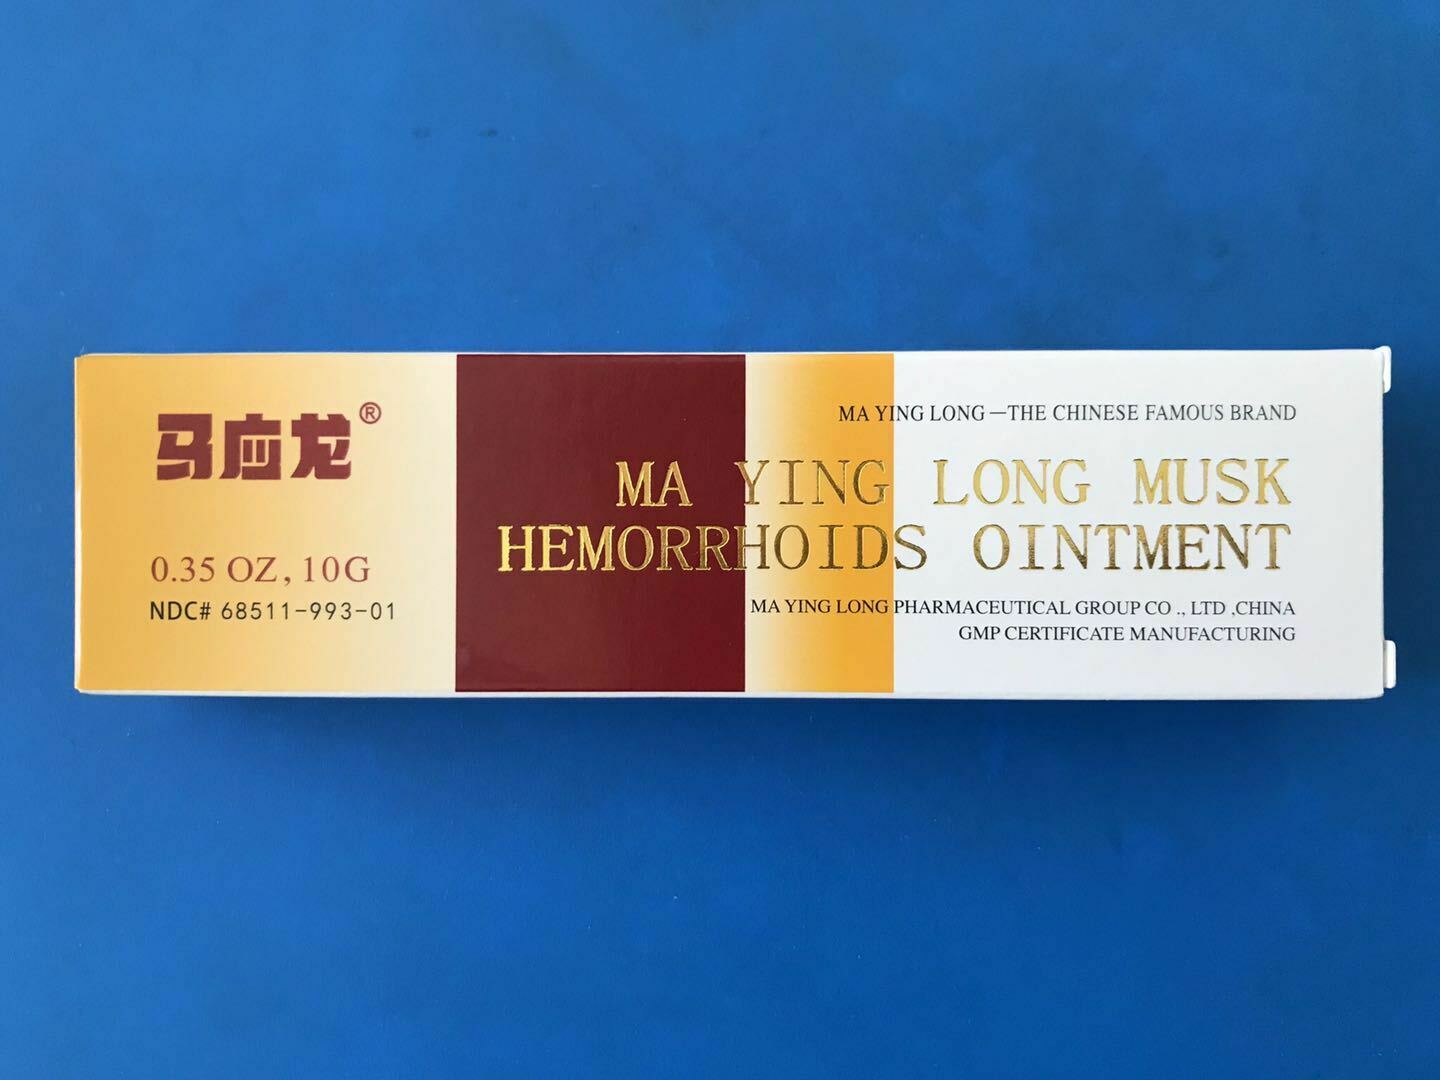 马应龙®
0.35 OZ, 10G
NDC# 68511-993-01
MA YING LONG—THE CHINESE FAMOUS BRAND
MA YING LONG MUSK
HEMORRHOIDS OINTMENT
MA YING LONG PHARMACEUTICAL GROUP CO ., LTD ,CHINA
GMP CERTIFICATE MANUFACTURING